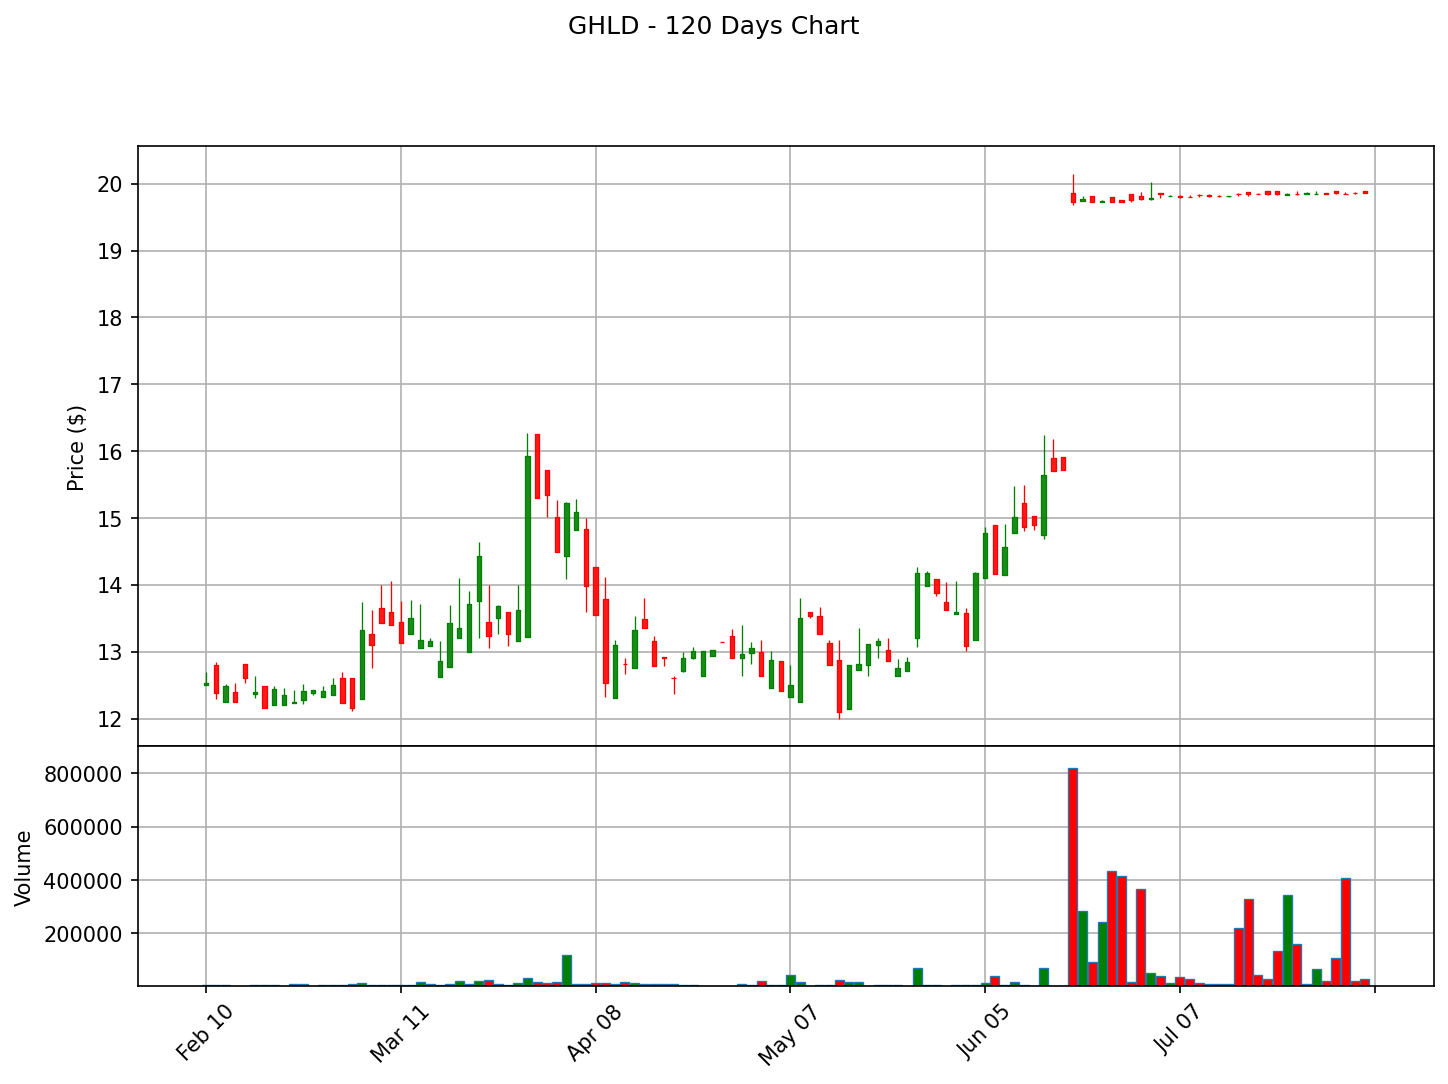 GHLD - 120 Days Chart
Price ($)
20
19
18
17
16
15
14
13
12
Volume
800000
600000
400000
200000
Feb 10
Mar 11
Apr 08
May 07
Jun 05
Jul 07